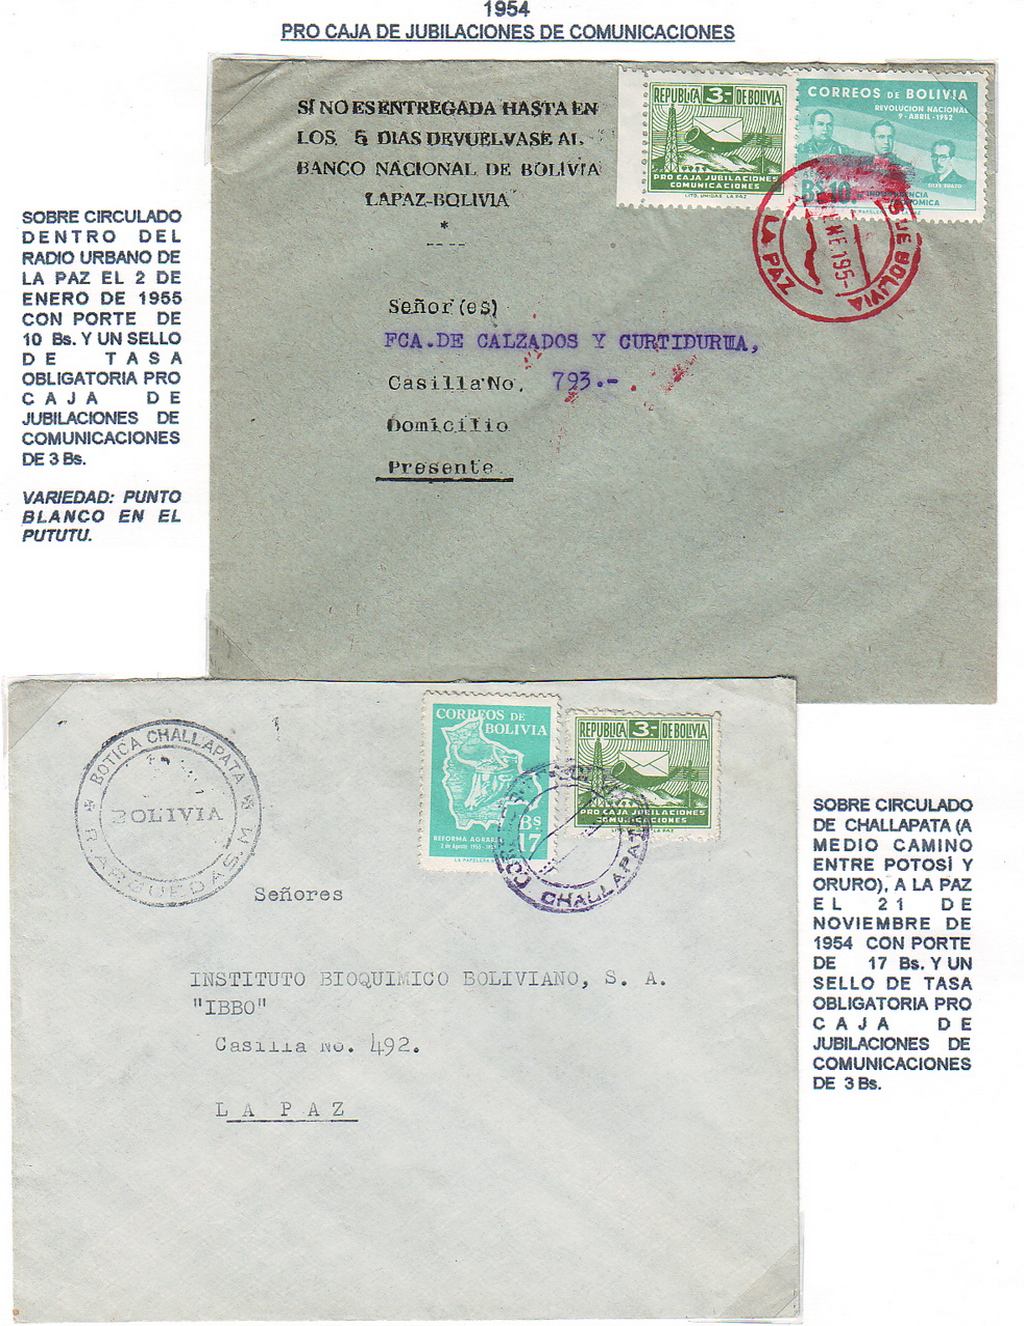 1954
PRO CAJA DE JUBILACIONES DE COMUNICACIONES
SI NO ES ENTREGADA HASTA EN
LOS 5 DIAS DEVUELVASE AL
BANCO NACIONAL DE BOLIVIA
LAPAZ-BOLIVIA
*
----
REPUBLICA 3.- DE BOLIVIA
PRO CAJA JUBILACIONES
COMUNICACIONES
LITO. UNIDAS LA PAZ
CORREOS DE BOLIVIA
REVOLUCION NACIONAL
9-ABRIL-1952
Bs 10.
LA PAZ
ENE 195-
BOLIVIA
SOBRE CIRCULADO
DENTRO DEL
RADIO URBANO DE
LA PAZ EL 2 DE
ENERO DE 1955
CON PORTE DE
10 Bs. Y UN SELLO
DE TASA
OBLIGATORIA PRO
CAJA DE
JUBILACIONES DE
COMUNICACIONES
DE 3 Bs.
VARIEDAD: PUNTO
BLANCO EN EL
PUTUTU.
Señor(es)
FCA.DE CALZADOS Y CURTIDURIA,
Casilla No. 793.-
Domicilio
Presente
BOTICA CHALLAPATA
BOLIVIA
R. ARGUEDAS. M.
CORREOS DE
BOLIVIA
Bs
17
REFORMA AGRARIA
REPUBLICA 3.- DE BOLIVIA
PRO CAJA JUBILACIONES
COMUNICACIONES
CHALLAPATA
Señores
INSTITUTO BIOQUIMICO BOLIVIANO, S. A.
"IBBO"
Casilla No. 492.
LA PAZ
SOBRE CIRCULADO
DE CHALLAPATA (A
MEDIO CAMINO
ENTRE POTOSÍ Y
ORURO), A LA PAZ
EL 21 DE
NOVIEMBRE DE
1954 CON PORTE
DE 17 Bs. Y UN
SELLO DE TASA
OBLIGATORIA PRO
CAJA DE
JUBILACIONES DE
COMUNICACIONES
DE 3 Bs.